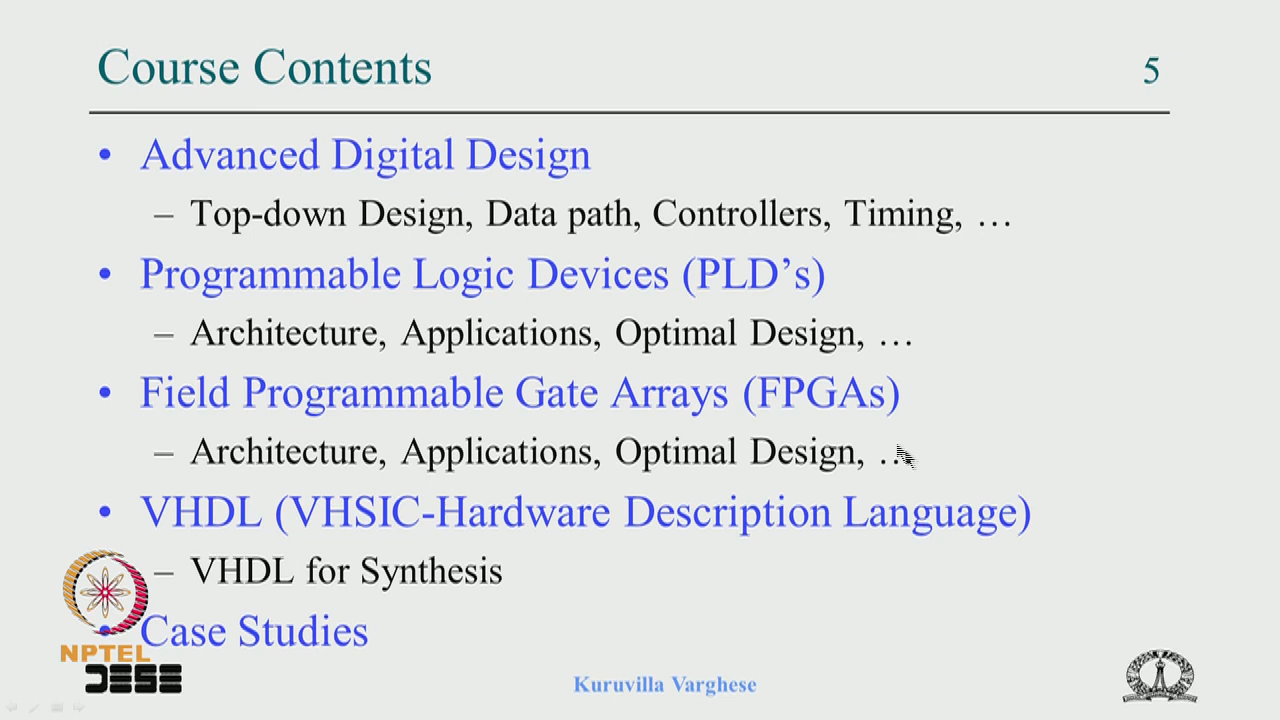 Course Contents 5
• Advanced Digital Design
– Top-down Design, Data path, Controllers, Timing, …
• Programmable Logic Devices (PLD’s)
– Architecture, Applications, Optimal Design, …
• Field Programmable Gate Arrays (FPGAs)
– Architecture, Applications, Optimal Design, …
• VHDL (VHSIC-Hardware Description Language)
– VHDL for Synthesis
• Case Studies
NPTEL
DESE
Kuruvilla Varghese